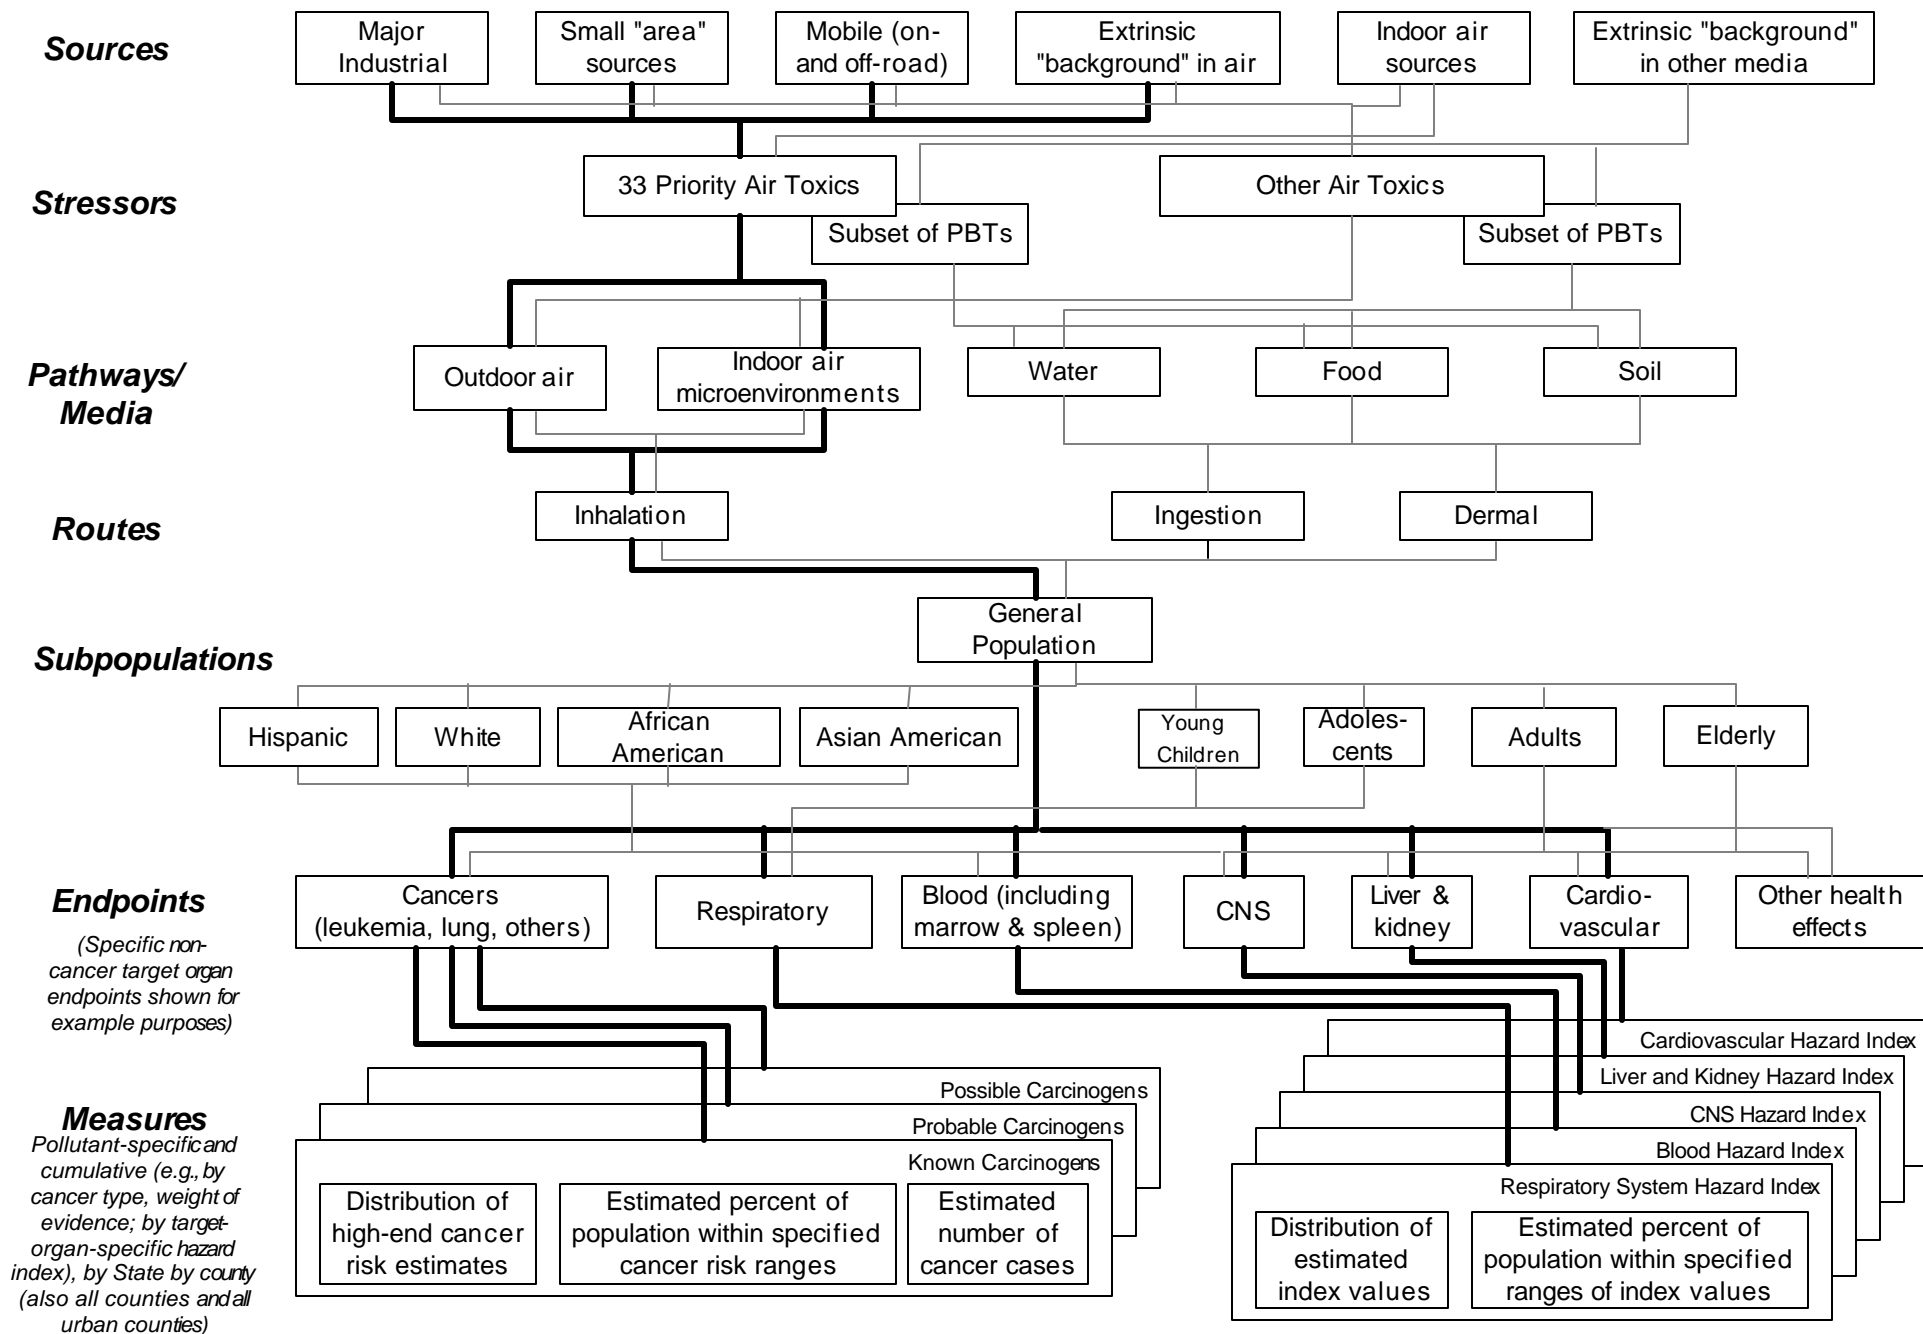 Sources
Major
Industrial
Small "area"
sources
Mobile (on-
and off-road)
Extrinsic
"background" in air
Indoor air
sources
Extrinsic "background"
in other media
Stressors
33 Priority Air Toxics
Other Air Toxics
Subset of PBTs
Subset of PBTs
Pathways/
Media
Outdoor air
Indoor air
microenvironments
Water
Food
Soil
Routes
Inhalation
Ingestion
Dermal
General
Population
Subpopulations
Hispanic
White
African
American
Asian American
Young
Children
Adoles-
cents
Adults
Elderly
Endpoints
(Specific non-
cancer target organ
endpoints shown for
example purposes)
Cancers
(leukemia, lung, others)
Respiratory
Blood (including
marrow & spleen)
CNS
Liver &
kidney
Cardio-
vascular
Other health
effects
Measures
Pollutant-specific and
cumulative (e.g., by
cancer type, weight of
evidence; by target-
organ-specific hazard
index), by State by county
(also all counties and all
urban counties)
Possible Carcinogens
Probable Carcinogens
Known Carcinogens
Distribution of
high-end cancer
risk estimates
Estimated percent of
population within specified
cancer risk ranges
Estimated
number of
cancer cases
Cardiovascular Hazard Index
Liver and Kidney Hazard Index
CNS Hazard Index
Blood Hazard Index
Respiratory System Hazard Index
Distribution of
estimated
index values
Estimated percent of
population within specified
ranges of index values